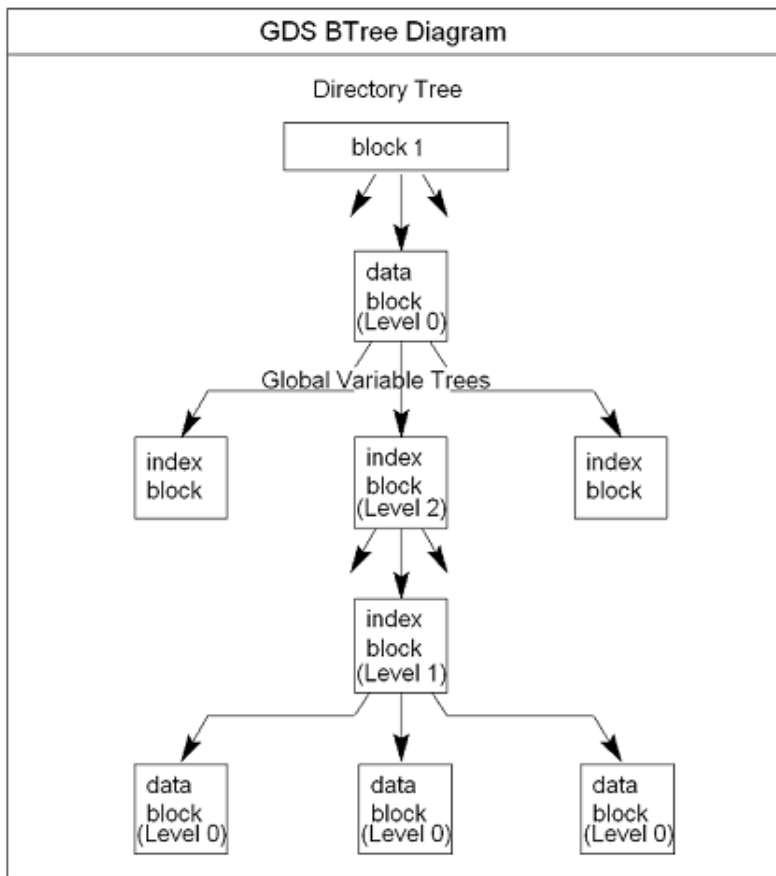 GDS BTree Diagram
Directory Tree
block 1
data
block
(Level 0)
Global Variable Trees
index
block
index
block
(Level 2)
index
block
index
block
(Level 1)
data
block
(Level 0)
data
block
(Level 0)
data
block
(Level 0)